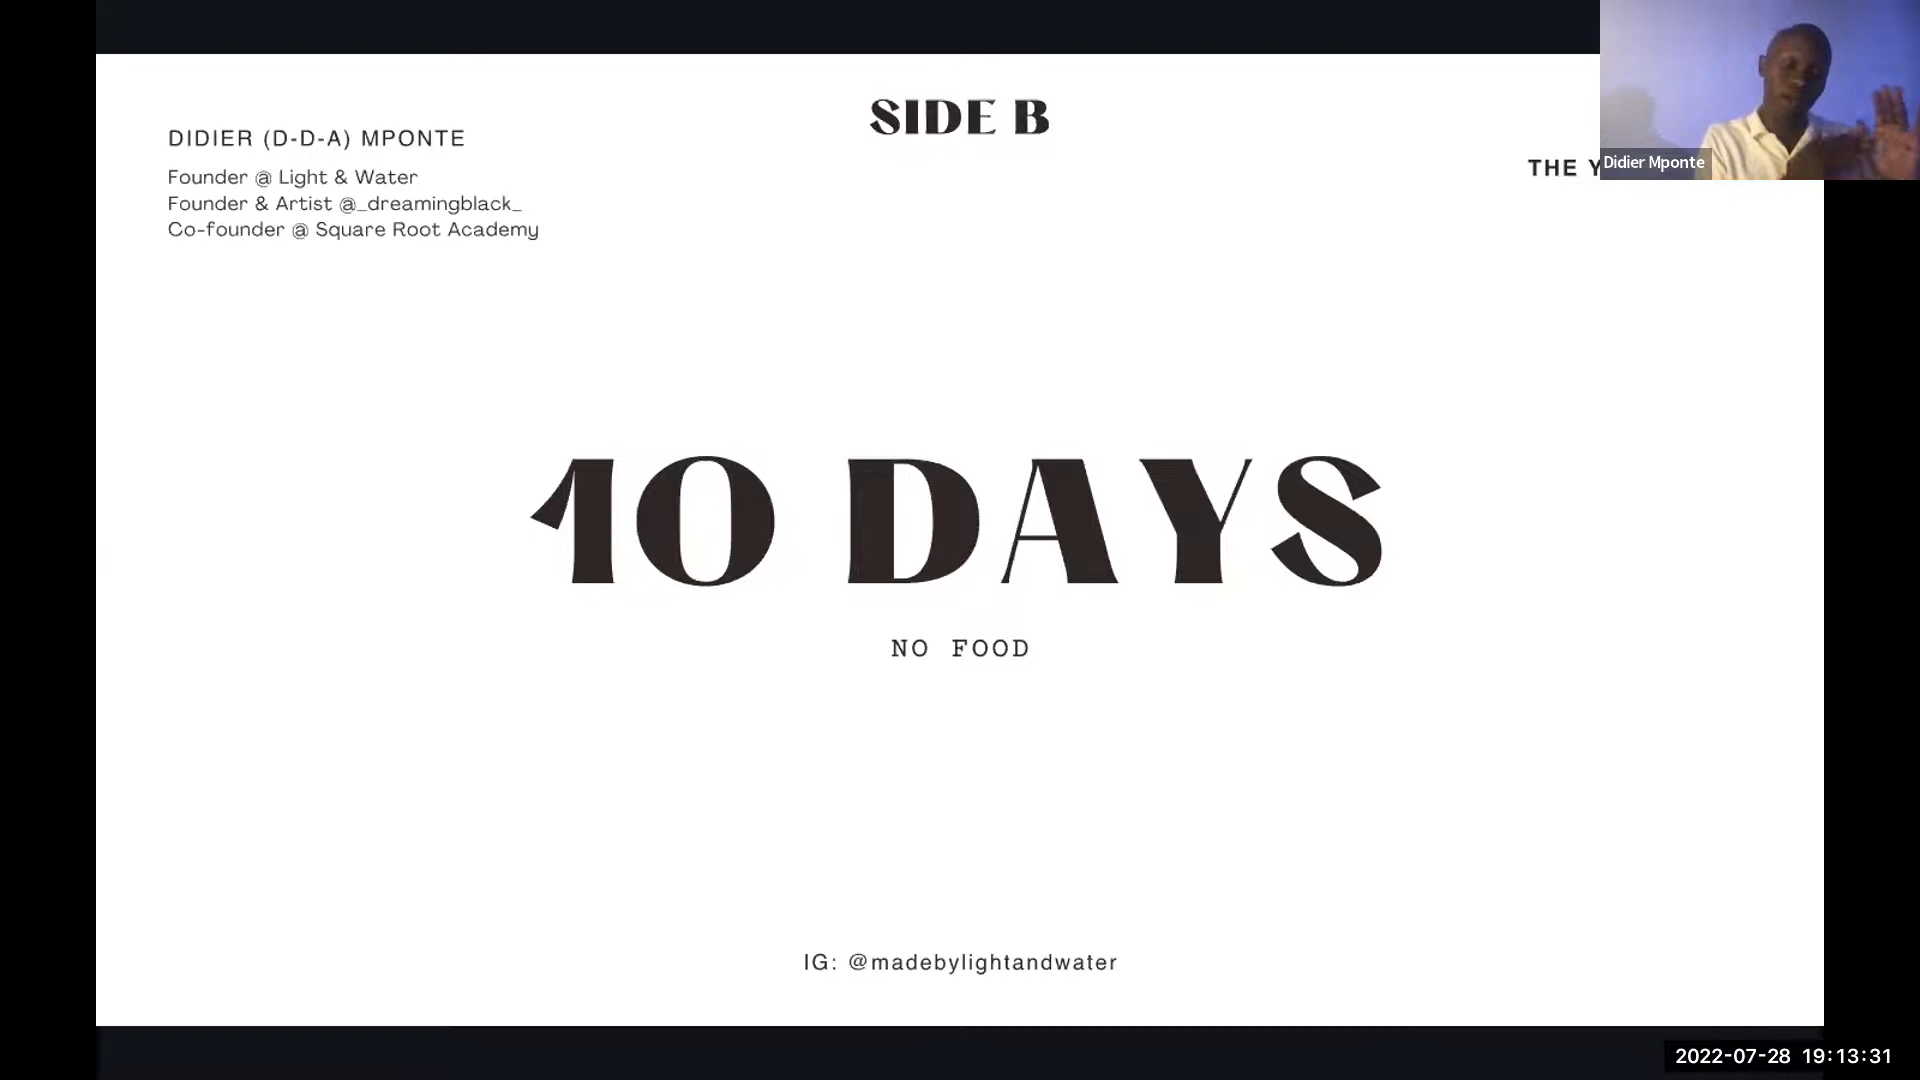 SIDE B
DIDIER (D-D-A) MPONTE
Founder @ Light & Water
Founder & Artist @_dreamingblack_
Co-founder @ Square Root Academy
THE Y
Didier Mponte
10 DAYS
NO FOOD
IG: @madebylightandwater
2022-07-28 19:13:31